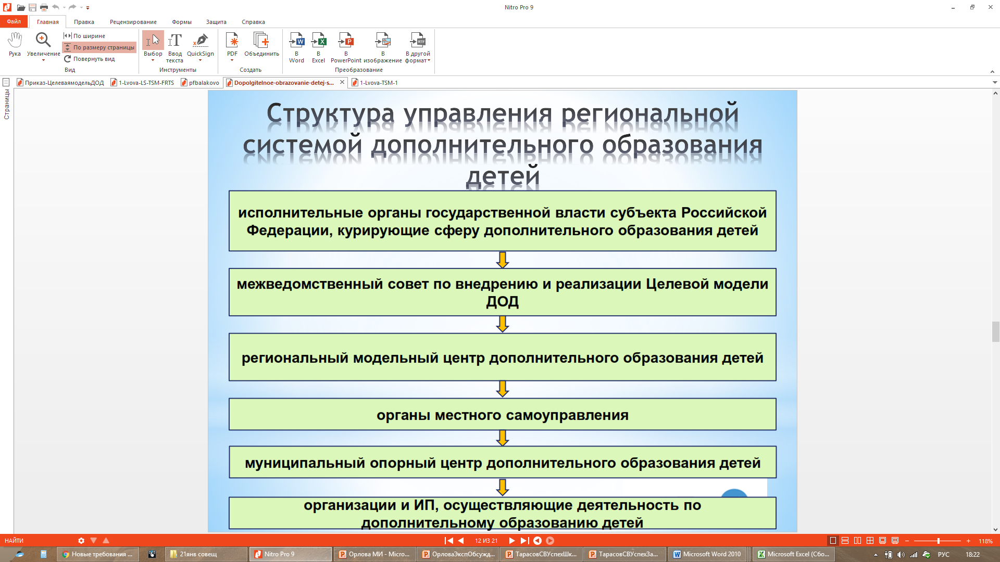 Nitro Pro 9
Файл
Главная
Правка
Рецензирование
Формы
Защита
Справка
Рука
Увеличение
По ширине
По размеру страницы
Повернуть вид
Вид
Выбор
Ввод
текста
QuickSign
Инструменты
PDF
Объединить
Создать
В
Word
В
Excel
В
PowerPoint
В
изображение
В другой
формат
Преобразование
Приказ-ЦелеваямодельДОД
1-Lvova-LS-TSM-FRTS
pfbalakovo
Dopolgitelnoe-obrazovanie-detej-s...
1-Lvova-TSM-1
Страницы
Структура управления региональной
системой дополнительного образования
детей
исполнительные органы государственной власти субъекта Российской
Федерации, курирующие сферу дополнительного образования детей
межведомственный совет по внедрению и реализации Целевой модели
ДОД
региональный модельный центр дополнительного образования детей
органы местного самоуправления
муниципальный опорный центр дополнительного образования детей
организации и ИП, осуществляющие деятельность по
дополнительному образованию детей
НАЙТИ
12 ИЗ 21
118%
Новые требования ...
21янв совещ
Nitro Pro 9
Орлова МИ - Micro...
ОрловаЭкспОбсужд...
ТарасовСВУспехШк...
ТарасовСВУспехЗа...
Microsoft Word 2010
Microsoft Excel (Сбо...
РУС
18:22